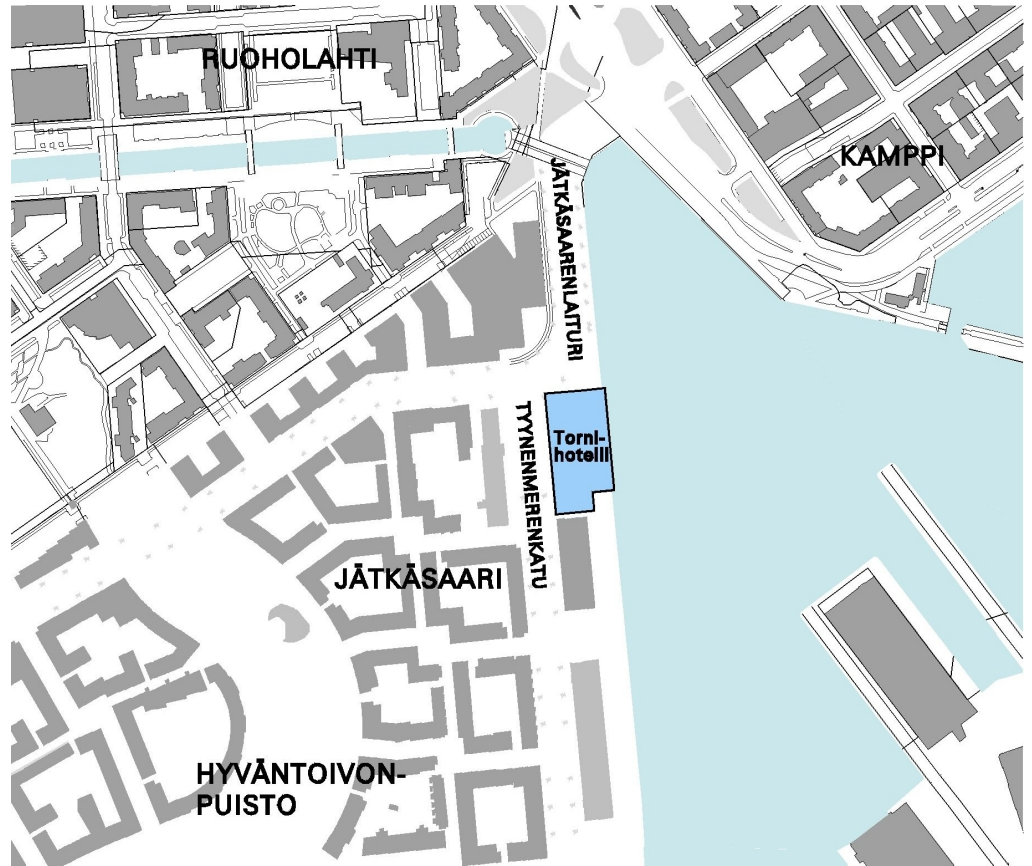 RUOHOLAHTI
KAMPPI
JÄTKÄSAARENLAITURI
TYYNENMERENKATU
Torni-
hotelli
JÄTKÄSAARI
HYVÄNTOIVON-
PUISTO